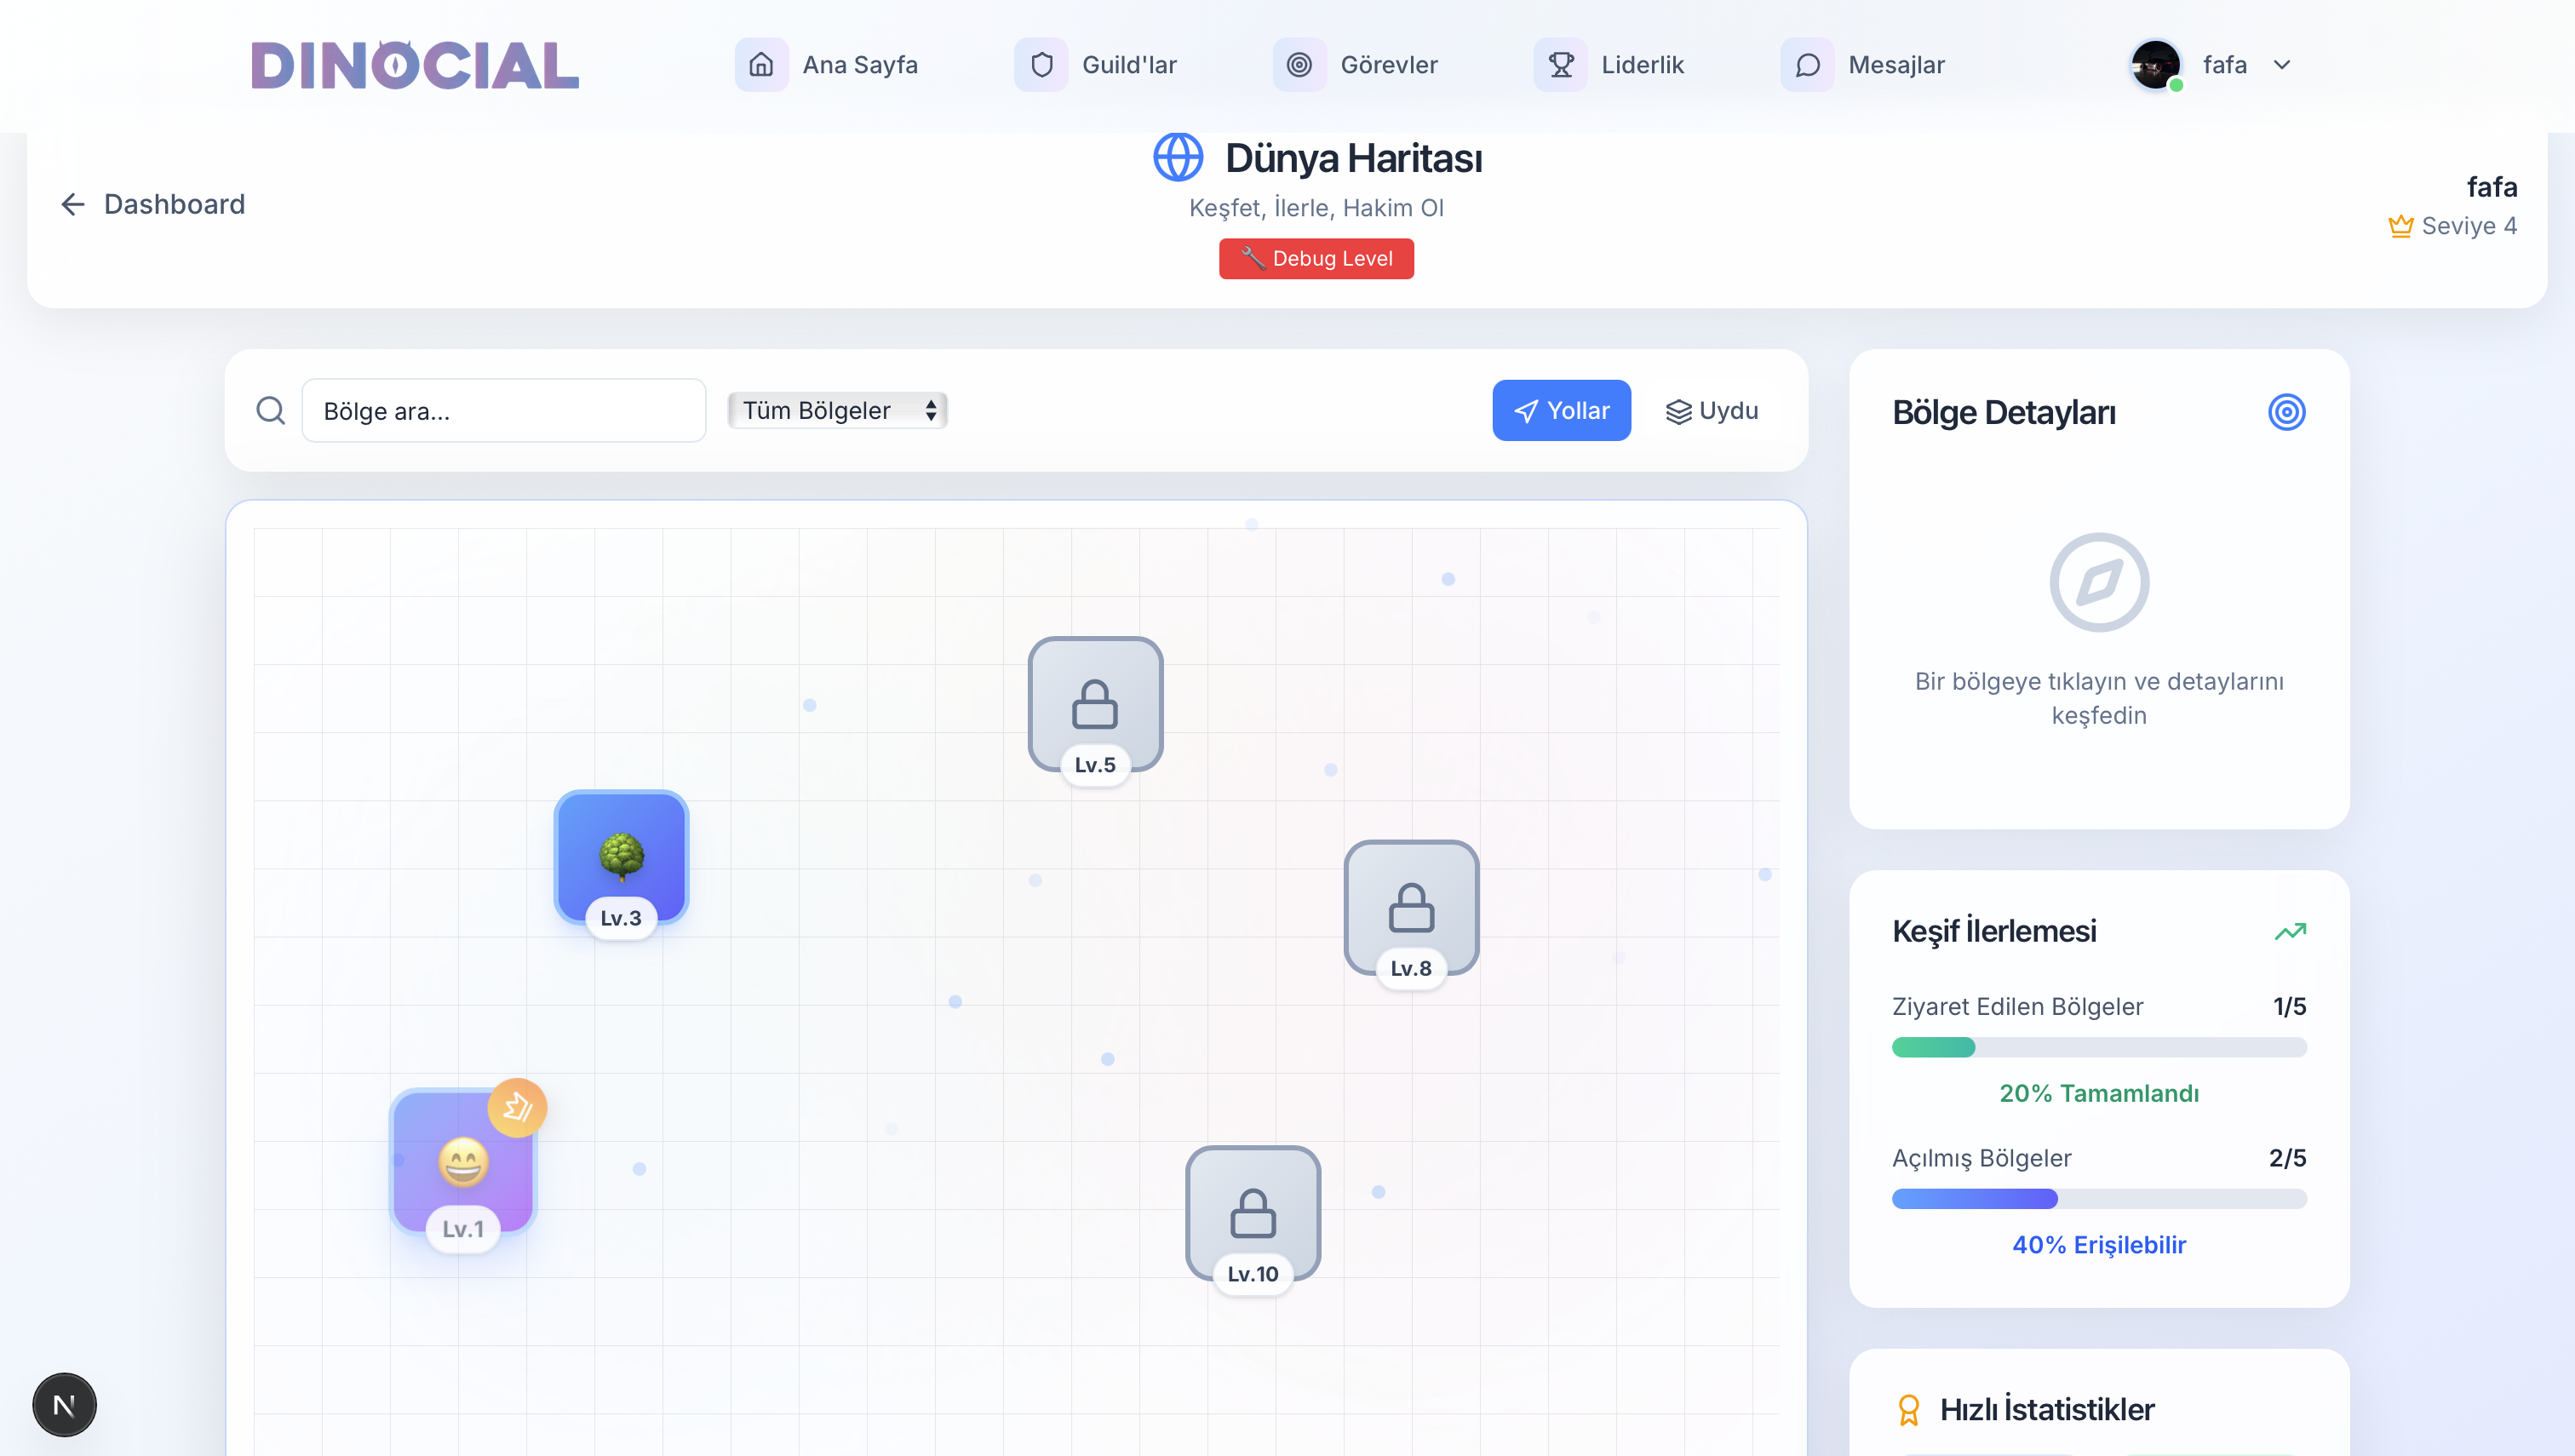 DINOCIAL
Ana Sayfa
Guild'lar
Görevler
Liderlik
Mesajlar
fafa
Dashboard
Dünya Haritası
Keşfet, İlerle, Hakim Ol
Debug Level
fafa
Seviye 4
Bölge ara...
Tüm Bölgeler
Yollar
Uydu
Lv.5
Lv.3
Lv.8
Lv.1
Lv.10
Bölge Detayları
Bir bölgeye tıklayın ve detaylarını
keşfedin
Keşif İlerlemesi
Ziyaret Edilen Bölgeler 1/5
20% Tamamlandı
Açılmış Bölgeler 2/5
40% Erişilebilir
Hızlı İstatistikler
N